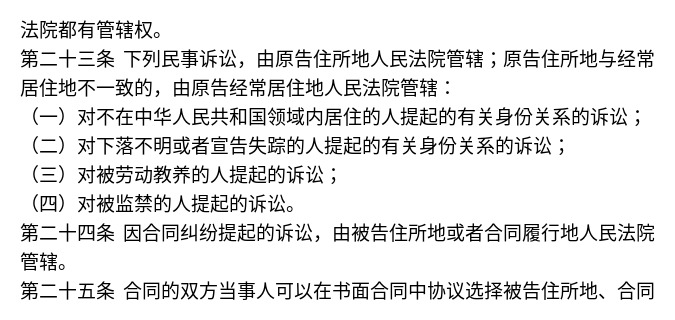 法院都有管辖权。
第二十三条 下列民事诉讼，由原告住所地人民法院管辖；原告住所地与经常
居住地不一致的，由原告经常居住地人民法院管辖：
（一）对不在中华人民共和国领域内居住的人提起的有关身份关系的诉讼；
（二）对下落不明或者宣告失踪的人提起的有关身份关系的诉讼；
（三）对被劳动教养的人提起的诉讼；
（四）对被监禁的人提起的诉讼。
第二十四条 因合同纠纷提起的诉讼，由被告住所地或者合同履行地人民法院
管辖。
第二十五条 合同的双方当事人可以在书面合同中协议选择被告住所地、合同